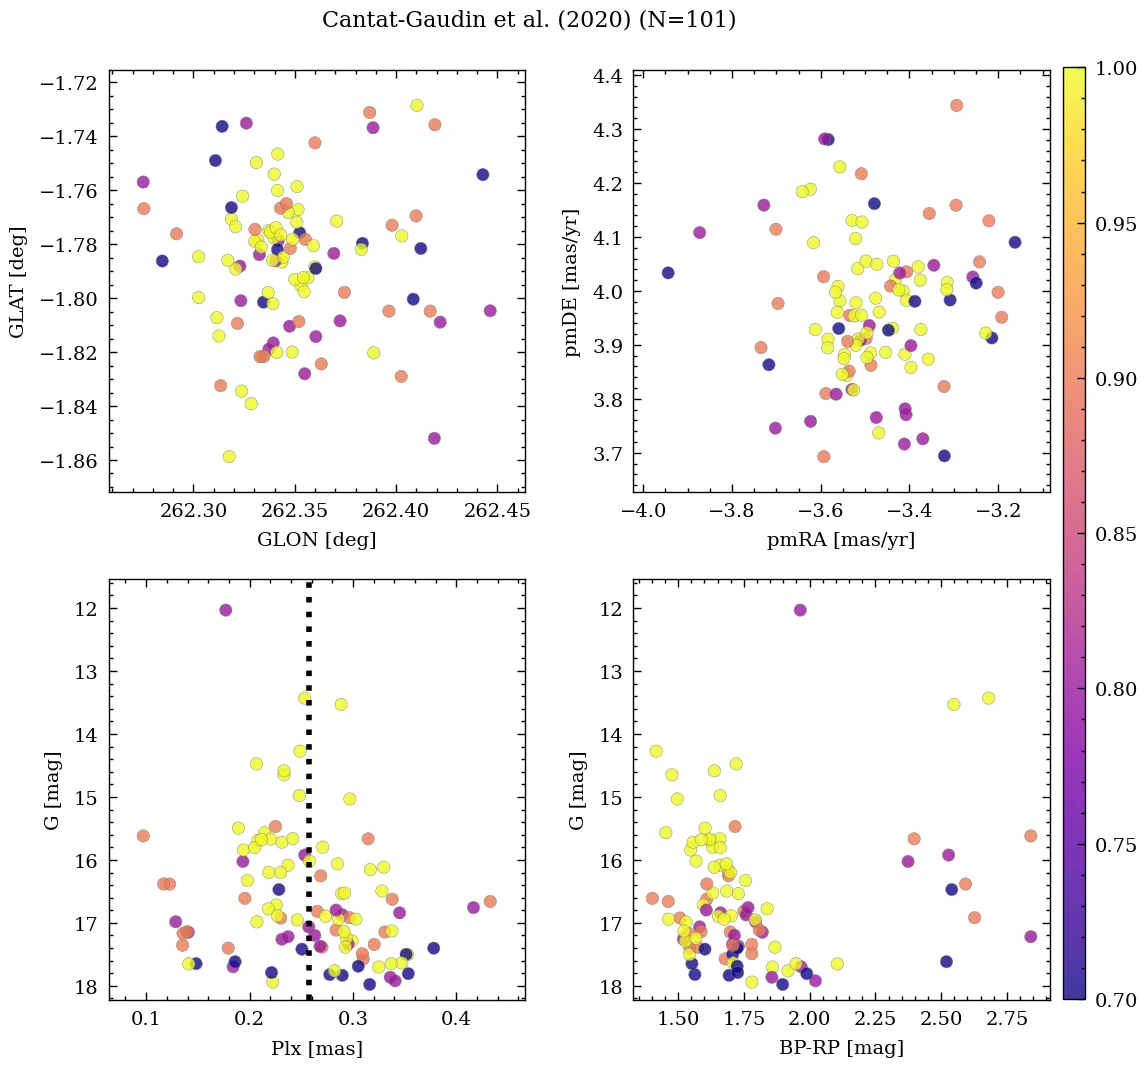 Cantat-Gaudin et al. (2020) (N=101)
−1.72
−1.74
−1.76
−1.78
−1.80
−1.82
−1.84
−1.86
GLAT [deg]
262.30 262.35 262.40 262.45
GLON [deg]
4.4
4.3
4.2
4.1
4.0
3.9
3.8
3.7
pmDE [mas/yr]
−4.0 −3.8 −3.6 −3.4 −3.2
pmRA [mas/yr]
12
13
14
15
16
17
18
G [mag]
0.1 0.2 0.3 0.4
Plx [mas]
12
13
14
15
16
17
18
G [mag]
1.50 1.75 2.00 2.25 2.50 2.75
BP-RP [mag]
1.00
0.95
0.90
0.85
0.80
0.75
0.70